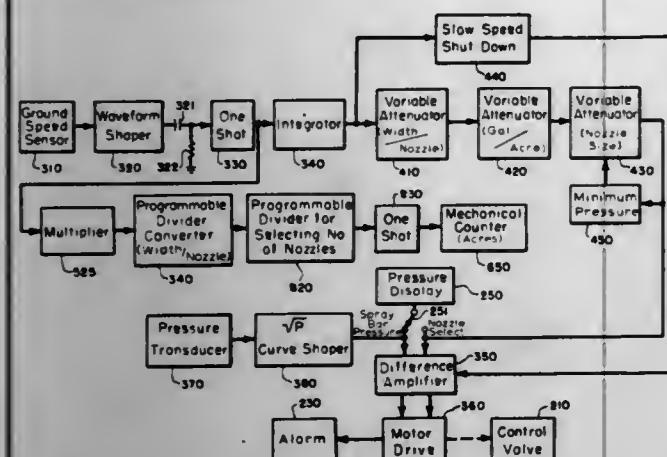 Slow Speed
Shut Down
440
Ground
Speed
Sensor
310
Waveform
Shaper
320
321
322
One
Shot
330
Integrator
340
Variable
Attenuator
(Width
/Nozzle)
410
Variable
Attenuator
(Gal
/Acre)
420
Variable
Attenuator
(Nozzle
Size)
430
Minimum
Pressure
450
Multiplier
525
Programmable
Divider
Converter
(Width/Nozzle)
340
Programmable
Divider for
Selecting No
of Nozzles
820
One
Shot
830
Mechanical
Counter
(Acres)
650
Pressure
Display
250
251
Spray
Bar
Pressure
Nozzle
Select
Pressure
Transducer
370
√P
Curve Shaper
380
Difference
Amplifier
350
Alarm
230
Motor
Drive
360
Control
Valve
210